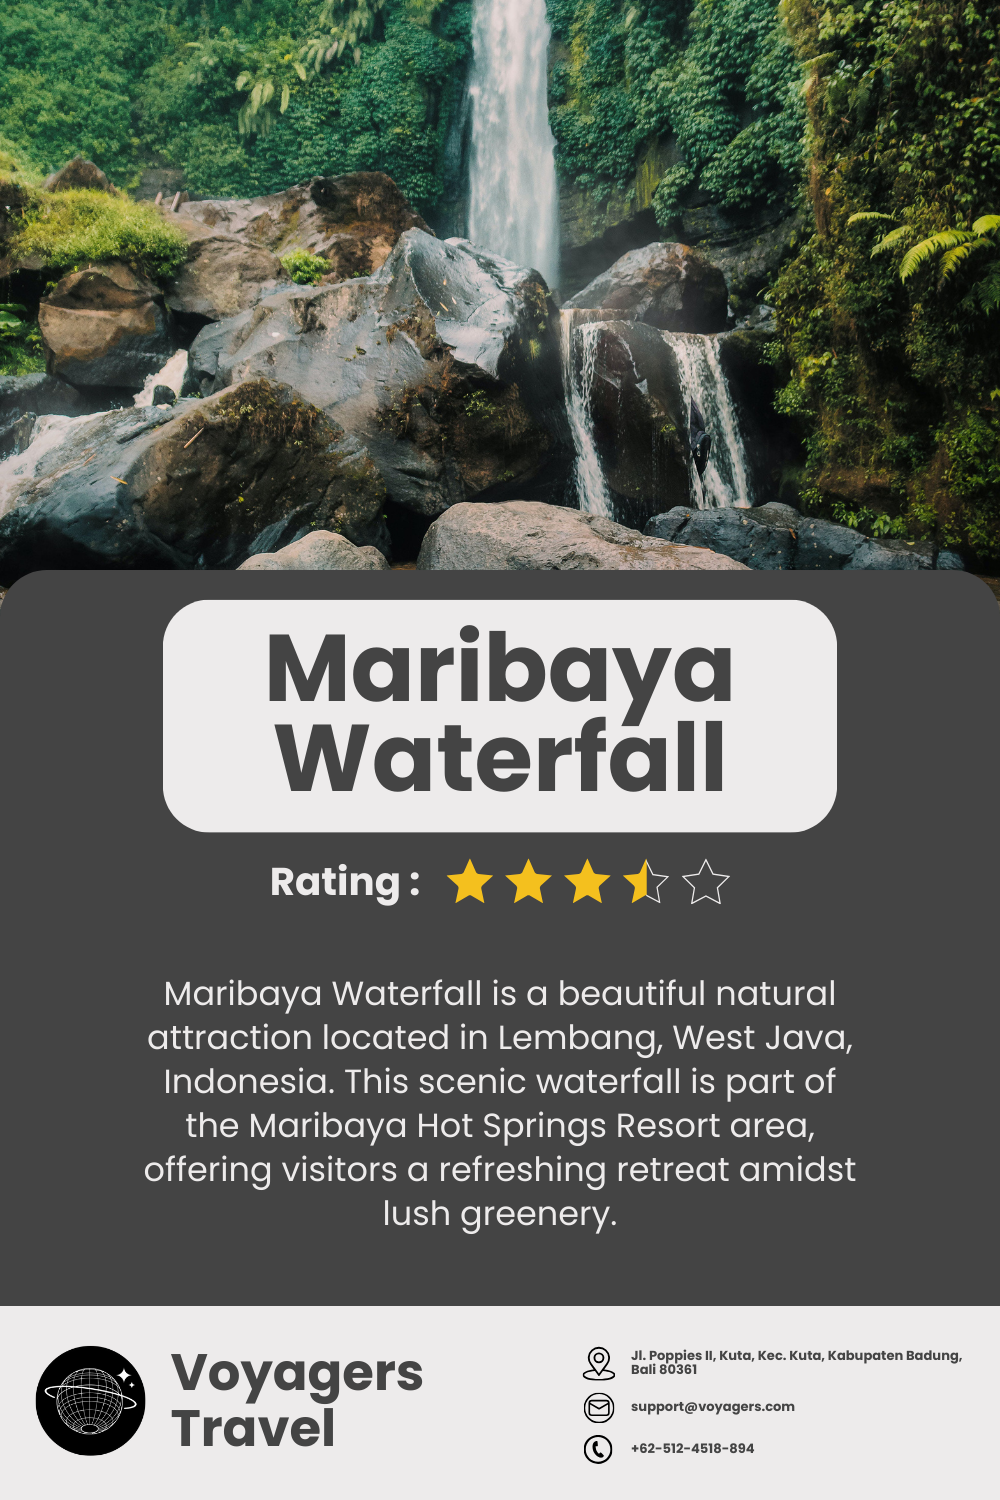 Maribaya
Waterfall
Rating :
Maribaya Waterfall is a beautiful natural
attraction located in Lembang, West Java,
Indonesia. This scenic waterfall is part of
the Maribaya Hot Springs Resort area,
offering visitors a refreshing retreat amidst
lush greenery.
Voyagers
Travel
Jl. Poppies II, Kuta, Kec. Kuta, Kabupaten Badung,
Bali 80361
support@voyagers.com
+62-512-4518-894